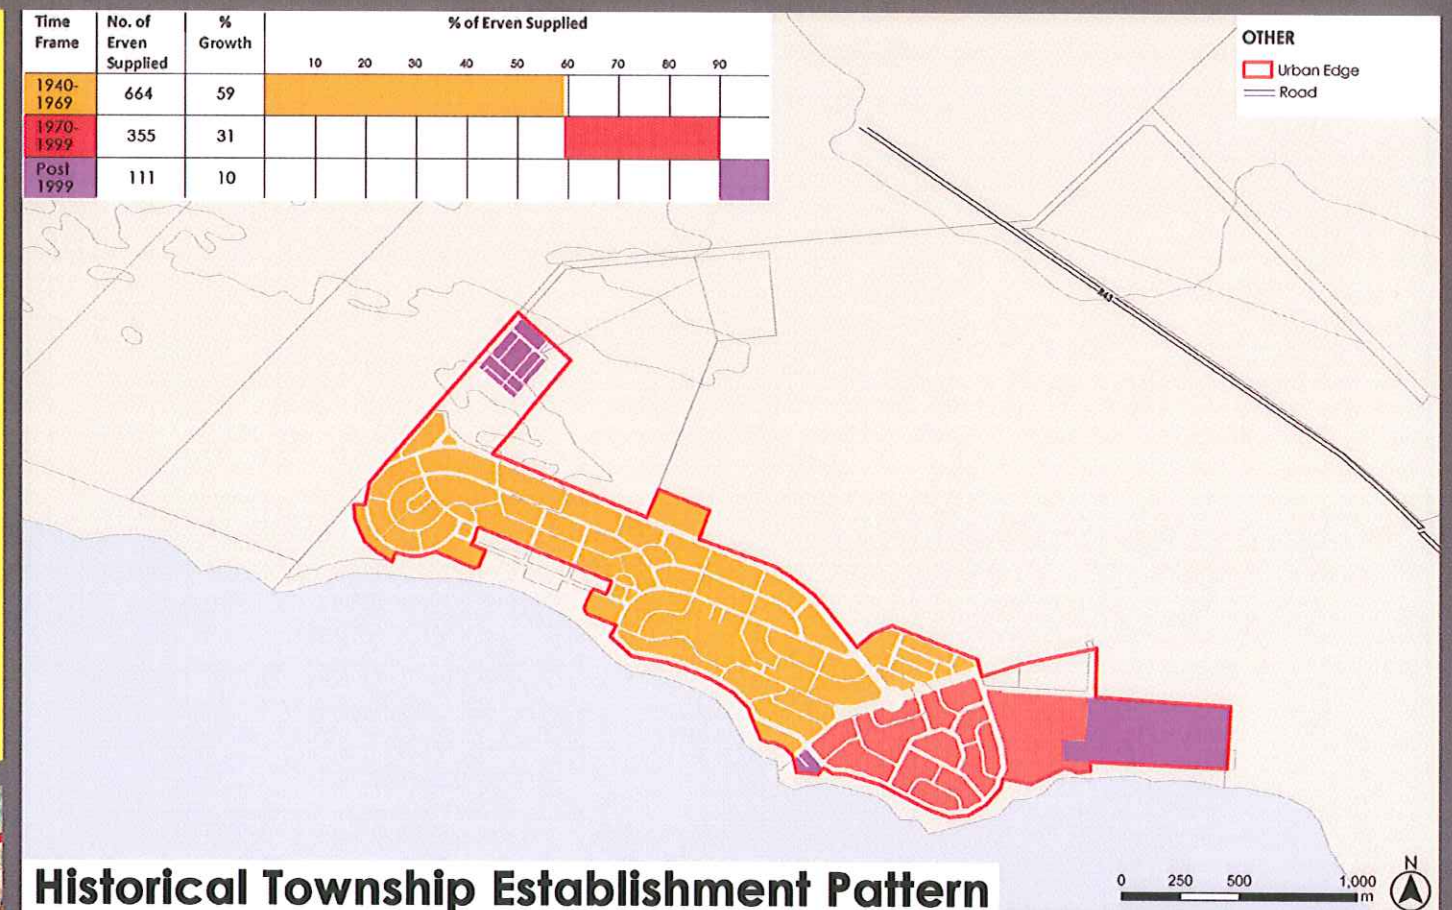 Time Frame
No. of Erven Supplied
% Growth
% of Erven Supplied
10 20 30 40 50 60 70 80 90
1940-1969 664 59
1970-1999 355 31
Post 1999 111 10
OTHER
Urban Edge
Road
R43
Historical Township Establishment Pattern
0 250 500 1,000
m
N